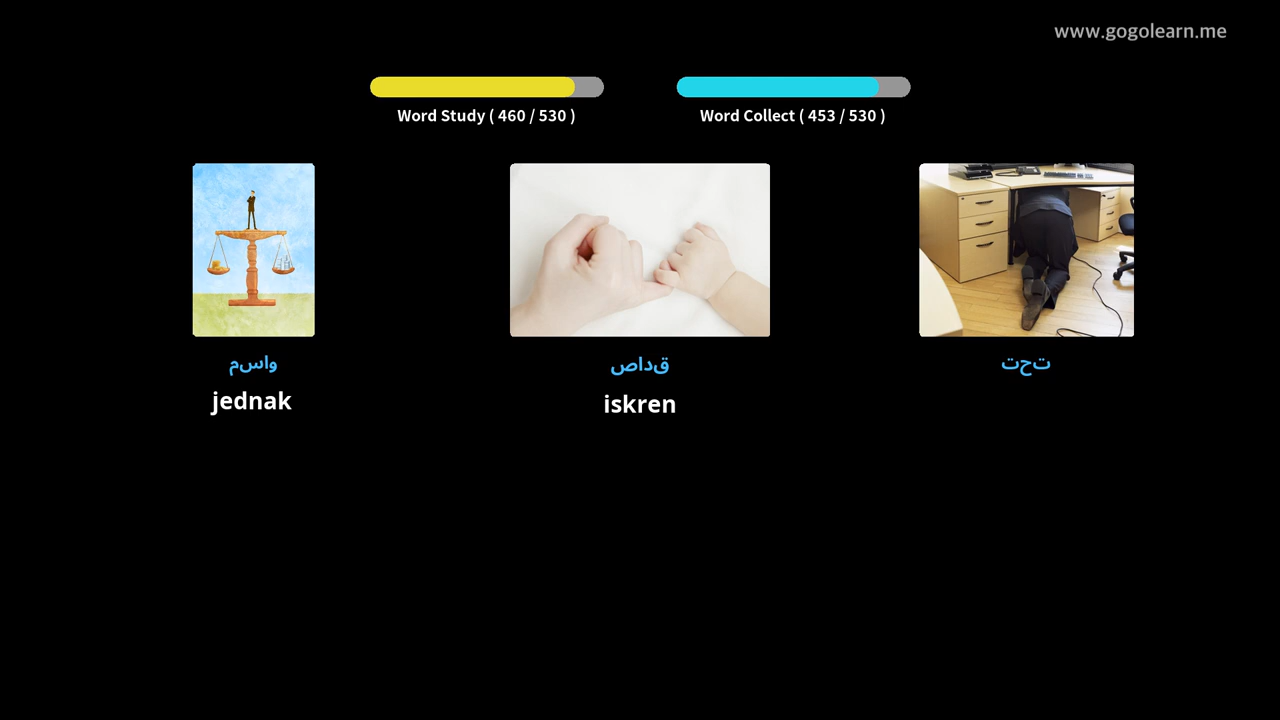 www.gogolearn.me
Word Study ( 460 / 530 )
Word Collect ( 453 / 530 )
واسم
قداص
تحت
jednak
iskren